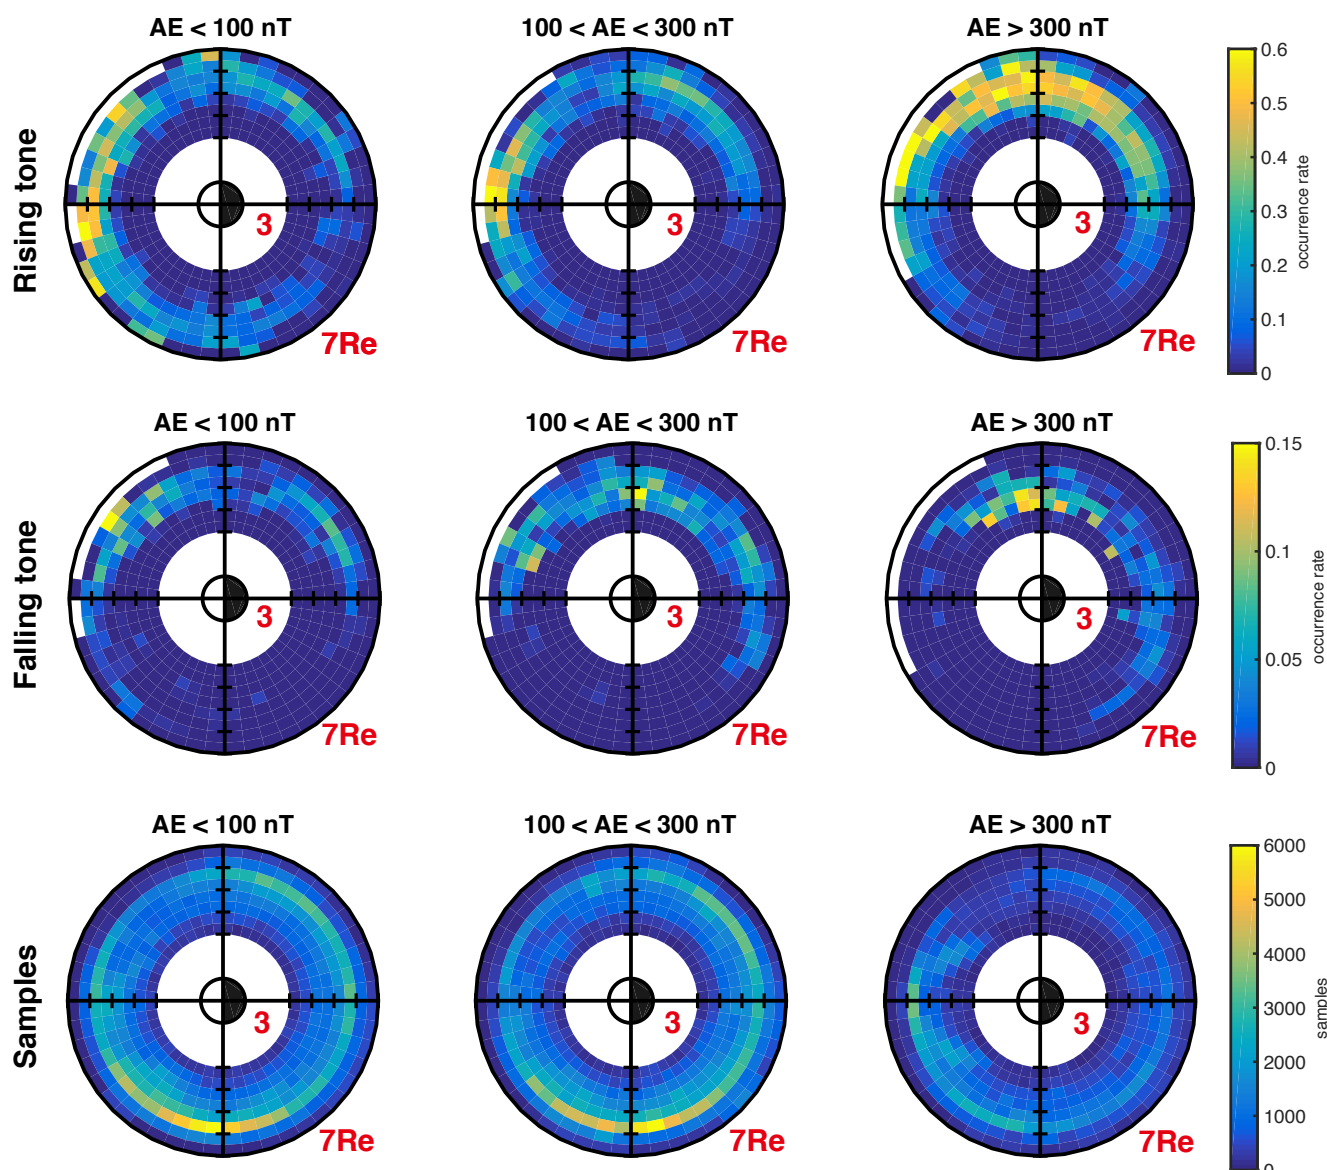 AE < 100 nT
100 < AE < 300 nT
AE > 300 nT
Rising tone
3
7Re
3
7Re
3
7Re
0.6
0.5
0.4
0.3
0.2
0.1
0
occurrence rate
AE < 100 nT
100 < AE < 300 nT
AE > 300 nT
Falling tone
3
7Re
3
7Re
3
7Re
0.15
0.1
0.05
0
occurrence rate
AE < 100 nT
100 < AE < 300 nT
AE > 300 nT
Samples
3
7Re
3
7Re
3
7Re
6000
5000
4000
3000
2000
1000
0
samples